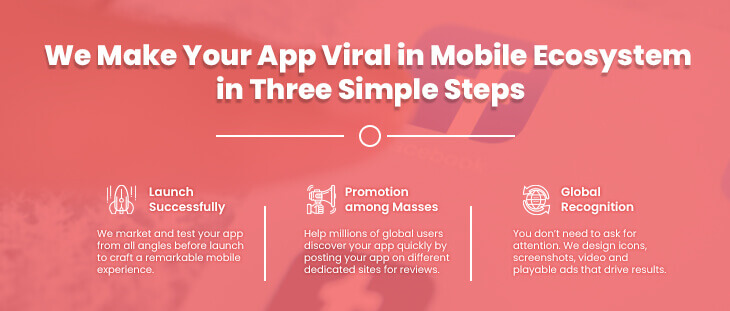 We Make Your App Viral in Mobile Ecosystem
in Three Simple Steps
Launch
Successfully
We market and test your app
from all angles before launch
to craft a remarkable mobile
experience.
Promotion
among Masses
Help millions of global users
discover your app quickly by
posting your app on different
dedicated sites for reviews.
Global
Recognition
You don't need to ask for
attention. We design icons,
screenshots, video and
playable ads that drive results.